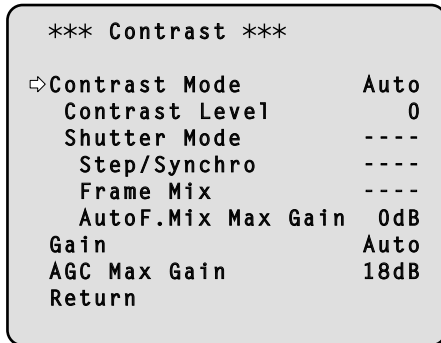 *** Contrast ***
⇨Contrast Mode Auto
Contrast Level 0
Shutter Mode ----
Step/Synchro ----
Frame Mix ----
AutoF.Mix Max Gain 0dB
Gain Auto
AGC Max Gain 18dB
Return